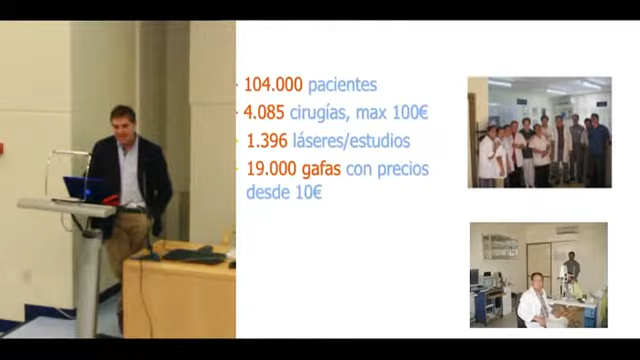 - 104.000 pacientes
- 4.085 cirugías, max 100€
- 1.396 láseres/estudios
- 19.000 gafas con precios
desde 10€